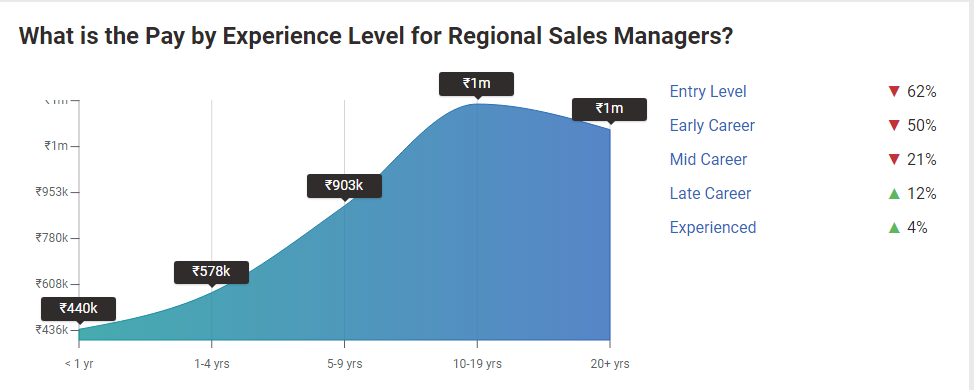 What is the Pay by Experience Level for Regional Sales Managers?
₹1m
₹1m
₹953k
₹780k
₹608k
₹436k
₹440k
₹578k
₹903k
₹1m
₹1m
< 1 yr
1-4 yrs
5-9 yrs
10-19 yrs
20+ yrs
Entry Level ▼ 62%
Early Career ▼ 50%
Mid Career ▼ 21%
Late Career ▲ 12%
Experienced ▲ 4%